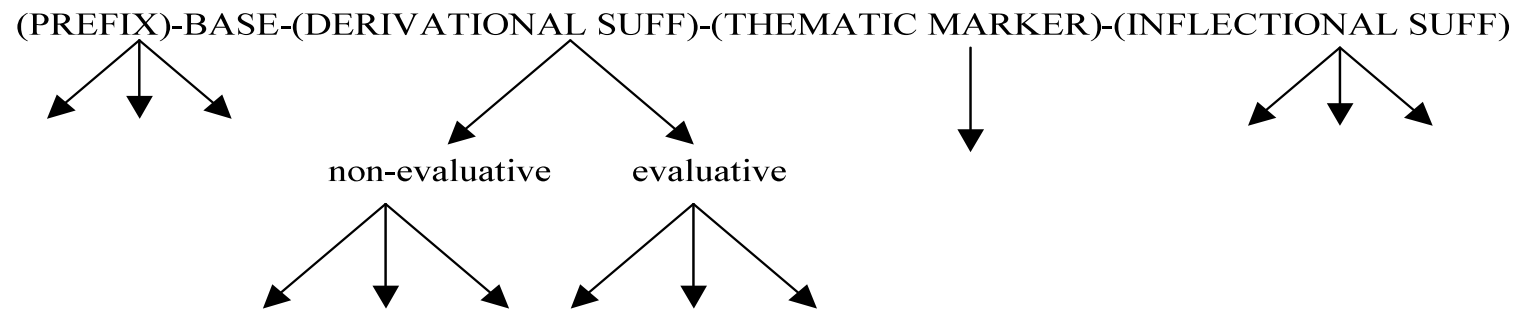 (PREFIX)-BASE-(DERIVATIONAL SUFF)-(THEMATIC MARKER)-(INFLECTIONAL SUFF)
non-evaluative evaluative